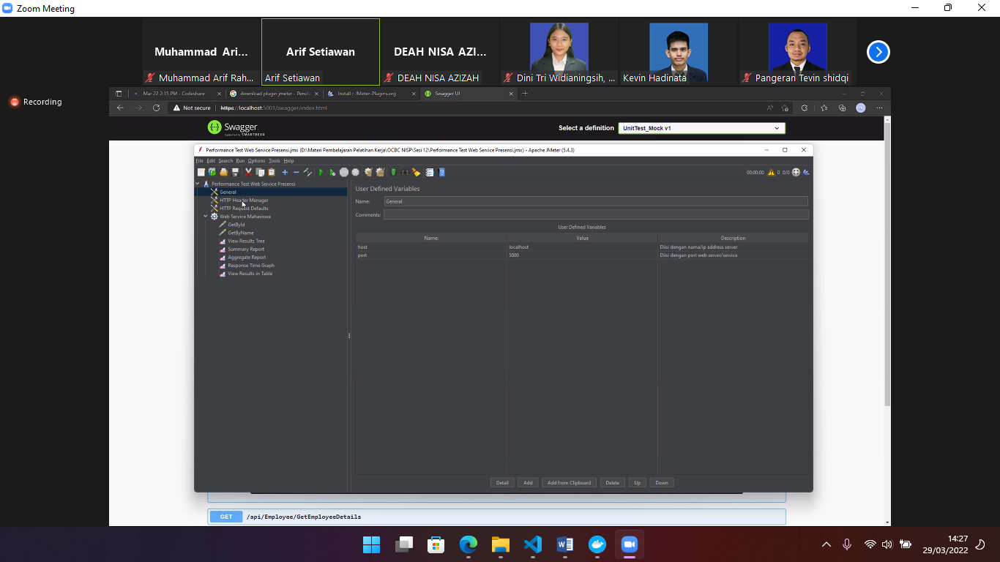 Zoom Meeting
Muhammad Ari...
Arif Setiawan
DEAH NISA AZI...
Muhammad Arif Rah...
Arif Setiawan
DEAH NISA AZIZAH
Dini Tri Widianingsih, ...
Kevin Hadinata
Pangeran Tevin shidqi
Recording
Mar 22 2:15 PM - Codeshare
download plugin jmeter - Penel
Install :: JMeter-Plugins.org
Swagger UI
Not secure
https://localhost:5001/swagger/index.html
Swagger.
Supported by SMARTBEAR
Select a definition
UnitTest_Mock v1
Performance Test Web Service Presensi.jmx (D:\Materi Pembelajaran Pelatihan Kerja\OCBC NISP\Sesi 12\Performance Test Web Service Presensi.jmx) - Apache JMeter (5.4.3)
File Edit Search Run Options Tools Help
00:00:00 0 0/0
Performance Test Web Service Presensi
General
HTTP Header Manager
HTTP Request Defaults
Web Service Mahasiswa
GetById
GetByName
View Results Tree
Summary Report
Aggregate Report
Response Time Graph
View Results in Table
User Defined Variables
Name: General
Comments:
User Defined Variables
Name: Value Description
host localhost Diisi dengan nama/ip address server
port 5000 Diisi dengan port web server/service
Detail Add Add from Clipboard Delete Up Down
GET /api/Employee/GetEmployeeDetails
14:27
29/03/2022